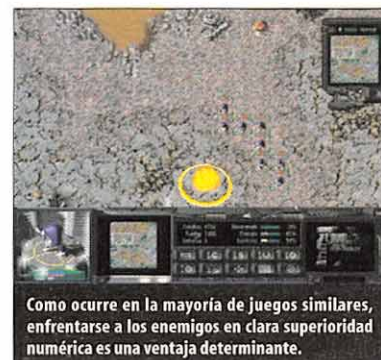 Como ocurre en la mayoría de juegos similares,
enfrentarse a los enemigos en clara superioridad
numérica es una ventaja determinante.